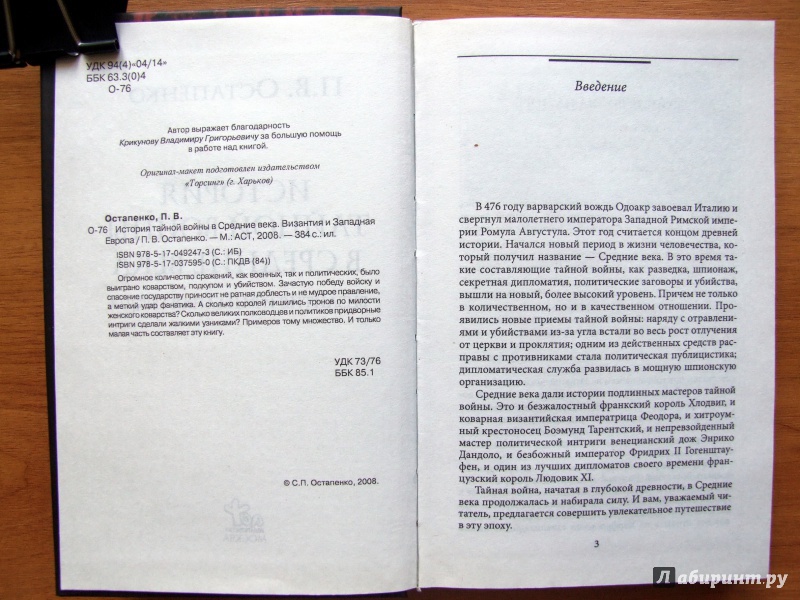 УДК 94(4)«04/14»
ББК 63.3(0)4
О-76
Автор выражает благодарность
Крикунову Владимиру Григорьевичу за большую помощь
в работе над книгой.
Оригинал-макет подготовлен издательством
«Торсинг» (г. Харьков)
Остапенко, П. В.
О-76 История тайной войны в Средние века. Византия и Западная
Европа / П. В. Остапенко. — М.: АСТ, 2008. — 384 с.: ил.
ISBN 978-5-17-049247-3 (С.: ИБ)
ISBN 978-5-17-037595-0 (С.: ПКДВ (84))
Огромное количество сражений, как военных, так и политических, было
выиграно коварством, подкупом и убийством. Зачастую победу войску и
спасение государству приносит не ратная доблесть и не мудрое правление,
а меткий удар фанатика. А сколько королей лишились тронов по милости
женского коварства? Сколько великих полководцев и политиков придворные
интриги сделали жалкими узниками? Примеров тому множество. И только
малая часть составляет эту книгу.
УДК 73/76
ББК 85.1
© С.П. Остапенко, 2008.
Введение
В 476 году варварский вождь Одоакр завоевал Италию и
свергнул малолетнего императора Западной Римской импе-
рии Ромула Августула. Этот год считается концом древней
истории. Начался новый период в жизни человечества, ко-
торый получил название — Средние века. В это время та-
кие составляющие тайной войны, как разведка, шпионаж,
секретная дипломатия, политические заговоры и убийства,
вышли на новый, более высокий уровень. Причем не только
в количественном, но и в качественном отношении. Про-
явились новые приемы тайной войны: наряду с отравлени-
ями и убийствами из-за угла встали во весь рост отлучения
от церкви и проклятия; одним из действенных средств рас-
правы с противниками стала политическая публицистика;
дипломатическая служба развилась в мощную шпионскую
организацию.
Средние века дали истории подлинных мастеров тайной
войны. Это и безжалостный франкский король Хлодвиг, и
коварная византийская императрица Феодора, и хитроум-
ный крестоносец Боэмунд Тарентский, и непревзойденный
мастер политической интриги венецианский дож Энрико
Дандоло, и безбожный император Фридрих II Гогенштау-
фен, и один из лучших дипломатов своего времени фран-
цузский король Людовик XI.
Тайная война, начатая в глубокой древности, в Средние
века продолжалась и набирала силу. И вам, уважаемый чи-
татель, предлагается совершить увлекательное путешествие
в эту эпоху.
3
Лабиринт.ру